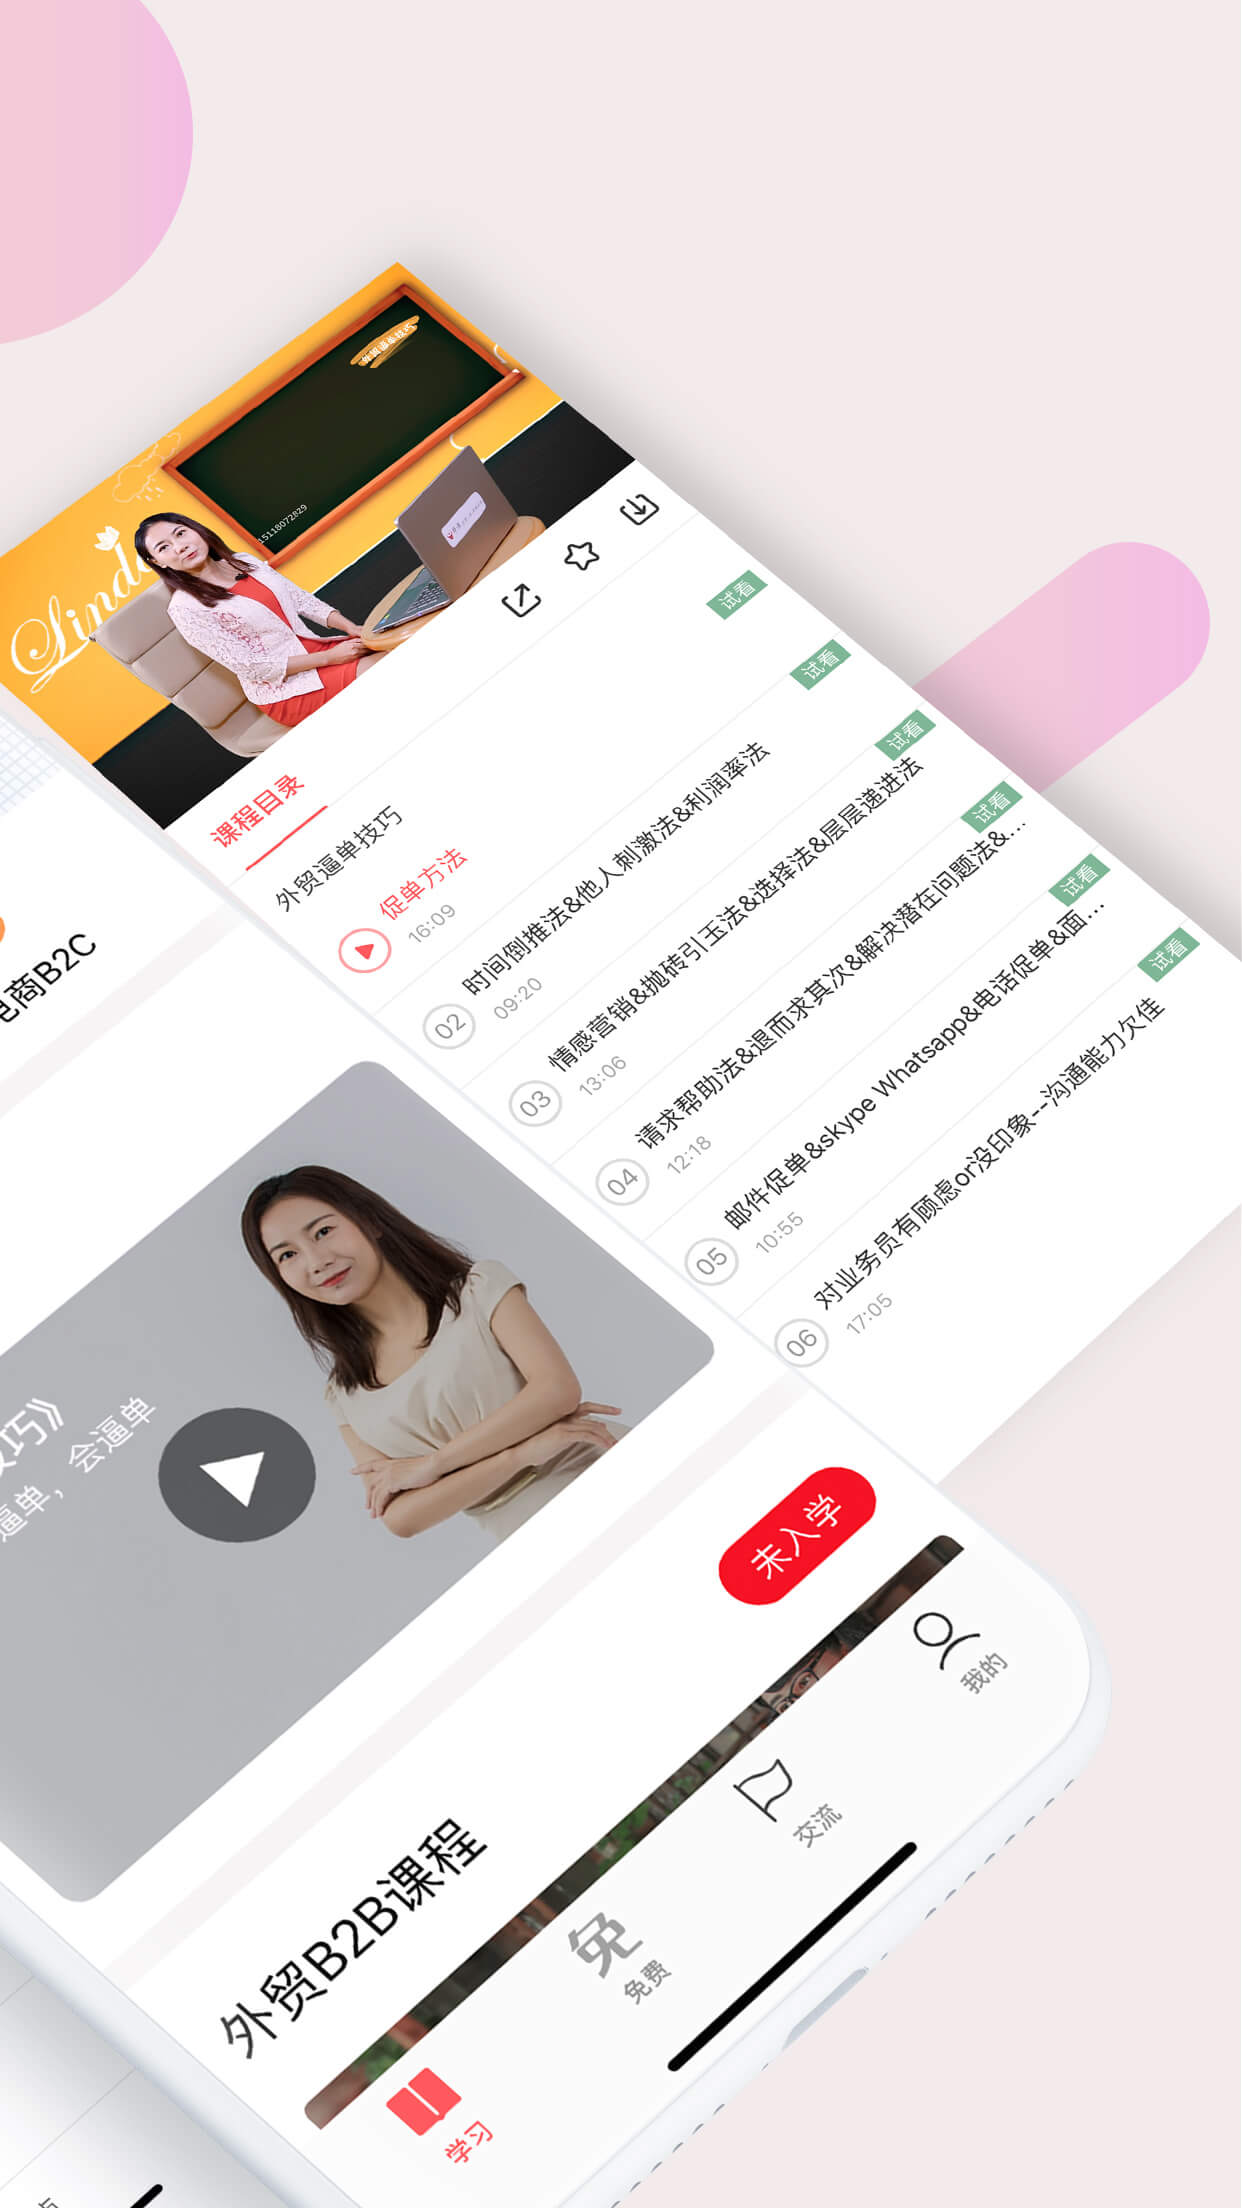 外贸逼单技巧
15118072829
Linda
课程目录
外贸逼单技巧
促单方法
16:09
试看
02
时间倒推法&他人刺激法&利润率法
09:20
试看
03
情感营销&抛砖引玉法&选择法&层层递进法
13:06
试看
04
请求帮助法&退而求其次&解决潜在问题法&...
12:18
试看
05
邮件促单&skype Whatsapp&电话促单&面...
10:55
试看
06
对业务员有顾虑or没印象--沟通能力欠佳
17:05
试看
电商B2C
技巧》
逼单，会逼单
未入学
外贸B2B课程
学习
免
免费
交流
我的